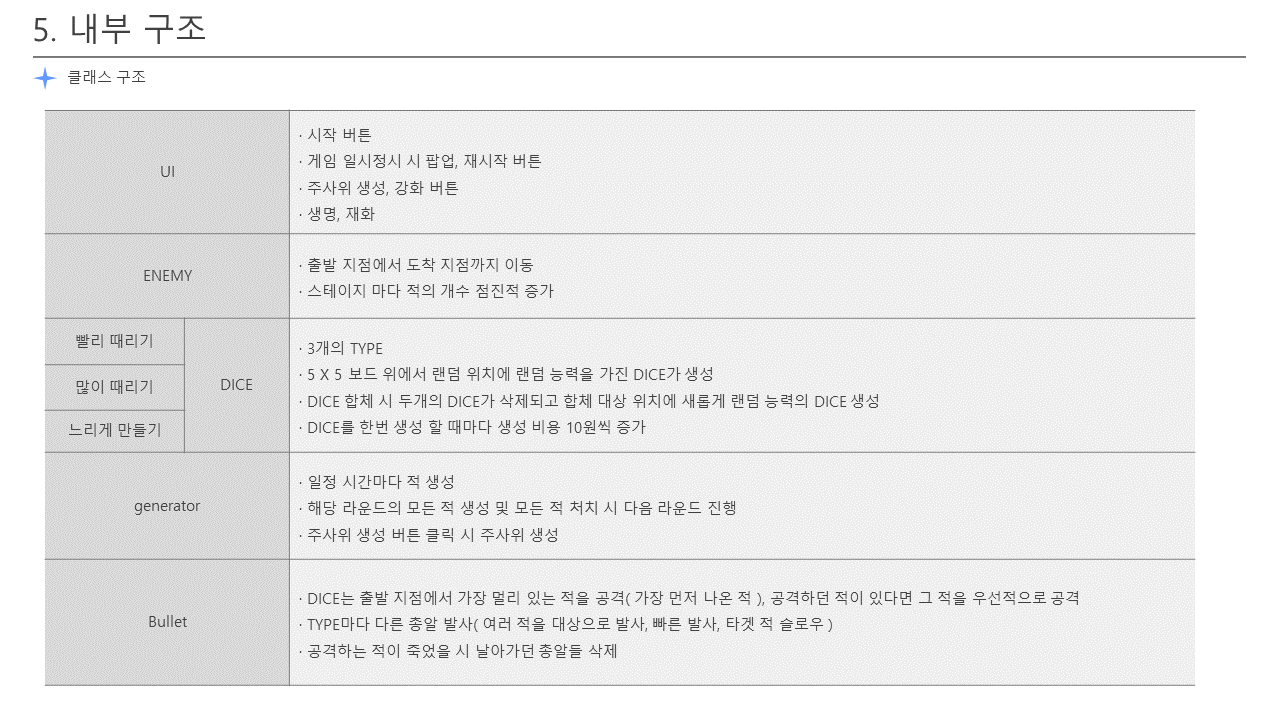 5. 내부 구조
클래스 구조
UI
· 시작 버튼
· 게임 일시정시 시 팝업, 재시작 버튼
· 주사위 생성, 강화 버튼
· 생명, 재화
ENEMY
· 출발 지점에서 도착 지점까지 이동
· 스테이지 마다 적의 개수 점진적 증가
빨리 때리기
많이 때리기
느리게 만들기
DICE
· 3개의 TYPE
· 5 X 5 보드 위에서 랜덤 위치에 랜덤 능력을 가진 DICE가 생성
· DICE 합체 시 두개의 DICE가 삭제되고 합체 대상 위치에 새롭게 랜덤 능력의 DICE 생성
· DICE를 한번 생성 할 때마다 생성 비용 10원씩 증가
generator
· 일정 시간마다 적 생성
· 해당 라운드의 모든 적 생성 및 모든 적 처치 시 다음 라운드 진행
· 주사위 생성 버튼 클릭 시 주사위 생성
Bullet
· DICE는 출발 지점에서 가장 멀리 있는 적을 공격( 가장 먼저 나온 적 ), 공격하던 적이 있다면 그 적을 우선적으로 공격
· TYPE마다 다른 총알 발사( 여러 적을 대상으로 발사, 빠른 발사, 타겟 적 슬로우 )
· 공격하는 적이 죽었을 시 날아가던 총알들 삭제